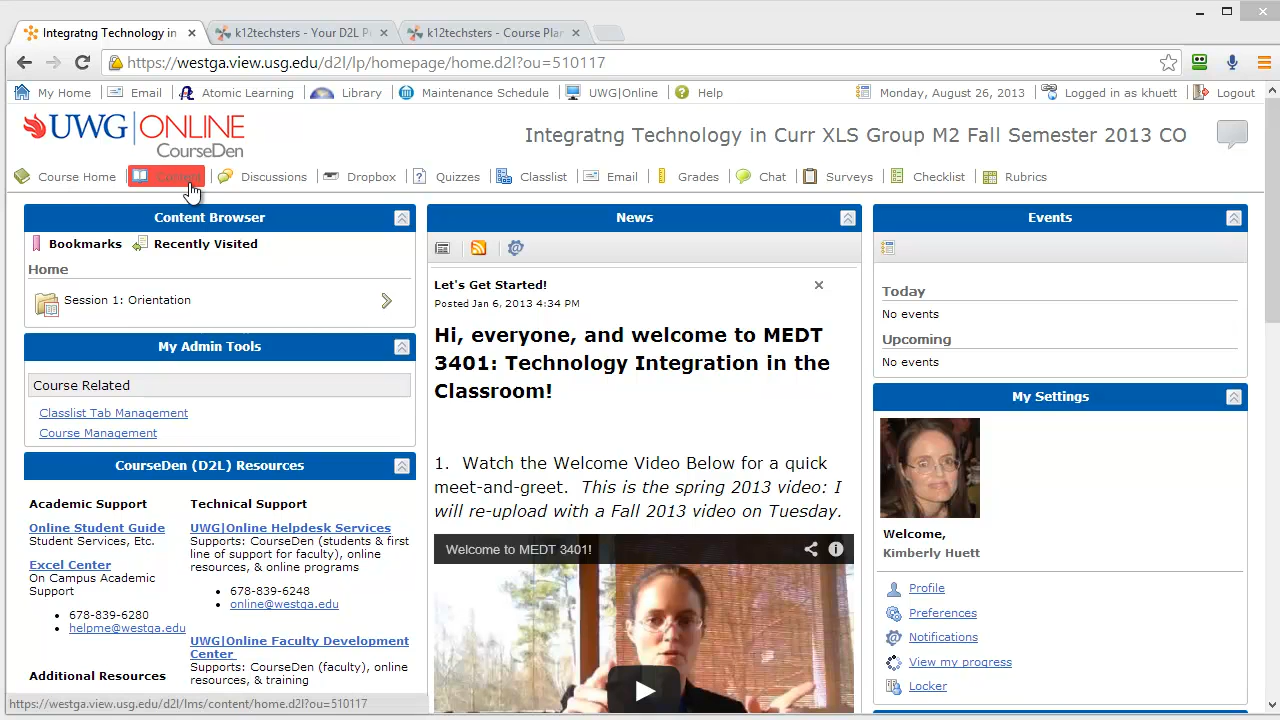 Integratng Technology in
k12techsters - Your D2L P
k12techsters - Course Plan
https://westga.view.usg.edu/d2l/lp/homepage/home.d2l?ou=510117
My Home
Email
Atomic Learning
Library
Maintenance Schedule
UWG|Online
Help
Monday, August 26, 2013
Logged in as khuett
Logout
UWG | ONLINE
CourseDen
Integratng Technology in Curr XLS Group M2 Fall Semester 2013 CO
Course Home
Content
Discussions
Dropbox
Quizzes
Classlist
Email
Grades
Chat
Surveys
Checklist
Rubrics
Content Browser
Bookmarks
Recently Visited
Home
Session 1: Orientation
My Admin Tools
Course Related
Classlist Tab Management
Course Management
CourseDen (D2L) Resources
Academic Support
Online Student Guide
Student Services, Etc.
Excel Center
On Campus Academic
Support
678-839-6280
helpme@westga.edu
Additional Resources
Technical Support
UWG|Online Helpdesk Services
Supports: CourseDen (students & first
line of support for faculty), online
resources, & online programs
678-839-6248
online@westga.edu
UWG|Online Faculty Development
Center
Supports: CourseDen (faculty), online
resources, & training
https://westga.view.usg.edu/d2l/lms/content/home.d2l?ou=510117
News
Let's Get Started!
Posted Jan 6, 2013 4:34 PM
Hi, everyone, and welcome to MEDT
3401: Technology Integration in the
Classroom!
1. Watch the Welcome Video Below for a quick
meet-and-greet. This is the spring 2013 video: I
will re-upload with a Fall 2013 video on Tuesday.
Welcome to MEDT 3401!
Events
Today
No events
Upcoming
No events
My Settings
Welcome,
Kimberly Huett
Profile
Preferences
Notifications
View my progress
Locker